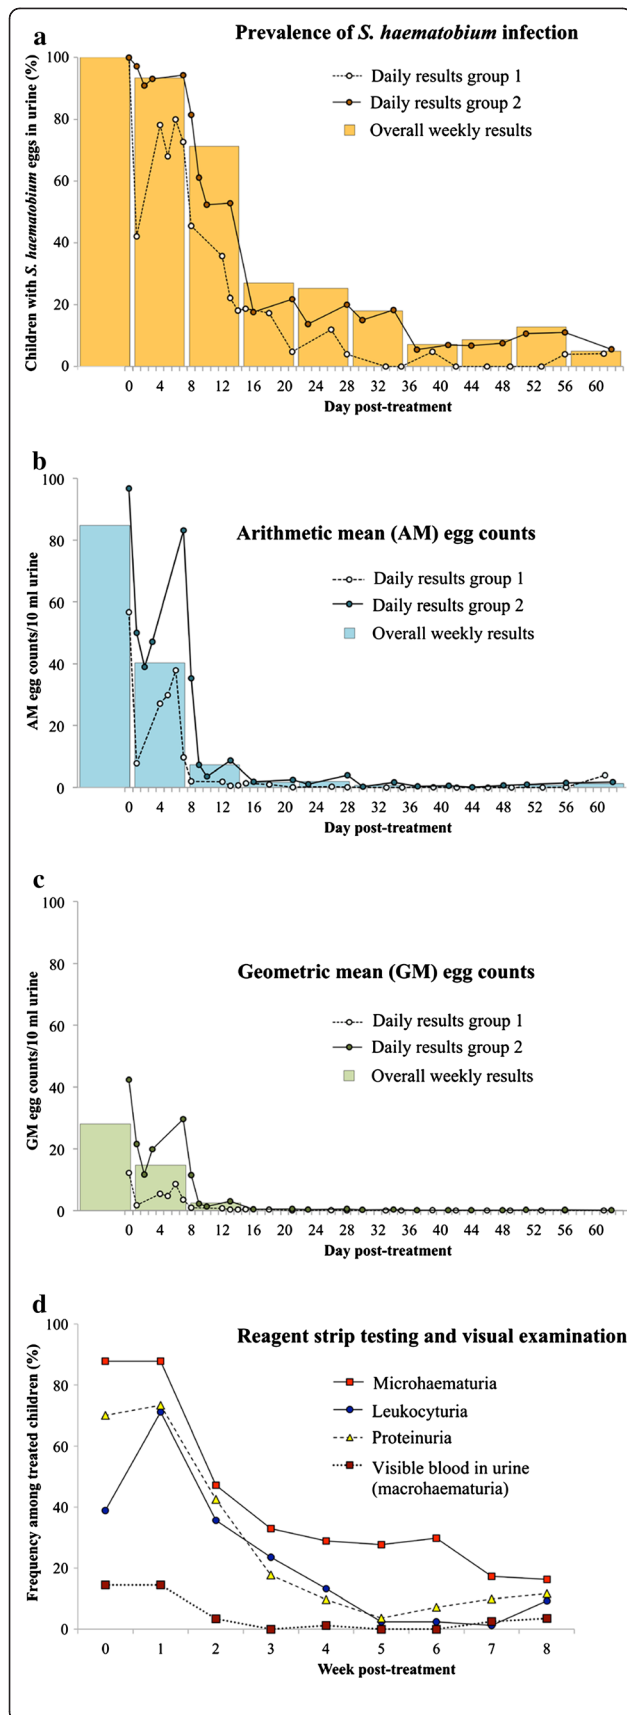 a
Prevalence of S. haematobium infection
Children with S. haematobium eggs in urine (%)
100
80
60
40
20
0
Daily results group 1
Daily results group 2
Overall weekly results
0 4 8 12 16 20 24 28 32 36 40 44 48 52 56 60
Day post-treatment
b
Arithmetic mean (AM) egg counts
AM egg counts/10 ml urine
100
80
60
40
20
0
Daily results group 1
Daily results group 2
Overall weekly results
0 4 8 12 16 20 24 28 32 36 40 44 48 52 56 60
Day post-treatment
c
Geometric mean (GM) egg counts
GM egg counts/10 ml urine
100
80
60
40
20
0
Daily results group 1
Daily results group 2
Overall weekly results
0 4 8 12 16 20 24 28 32 36 40 44 48 52 56 60
Day post-treatment
d
Reagent strip testing and visual examination
Frequency among treated children (%)
100
80
60
40
20
0
Microhaematuria
Leukocyturia
Proteinuria
Visible blood in urine
(macrohaematuria)
0 1 2 3 4 5 6 7 8
Week post-treatment